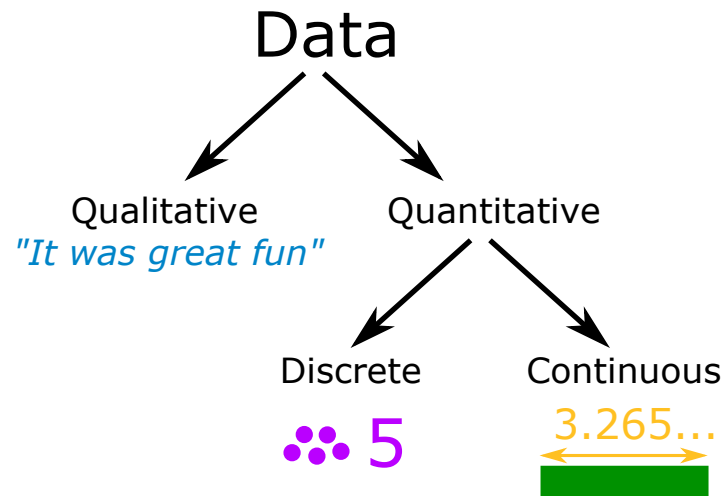 Data
Qualitative
Quantitative
"It was great fun"
Discrete
Continuous
5
3.265...